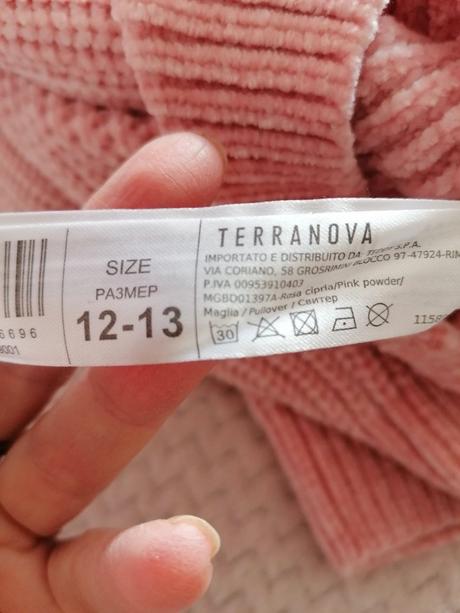 TERRANOVA
IMPORTATO E DISTRIBUITO DA S.P.A.
VIA CORIANO, 58 GROSRIMINI BLOCCO 97-47924-RIM
P.IVA 00953910403
MGBD01397A-Rosa cipria/Pink powder/
Maglia / Pullover / Свитер
30
SIZE
РАЗМЕР
12-13
6696